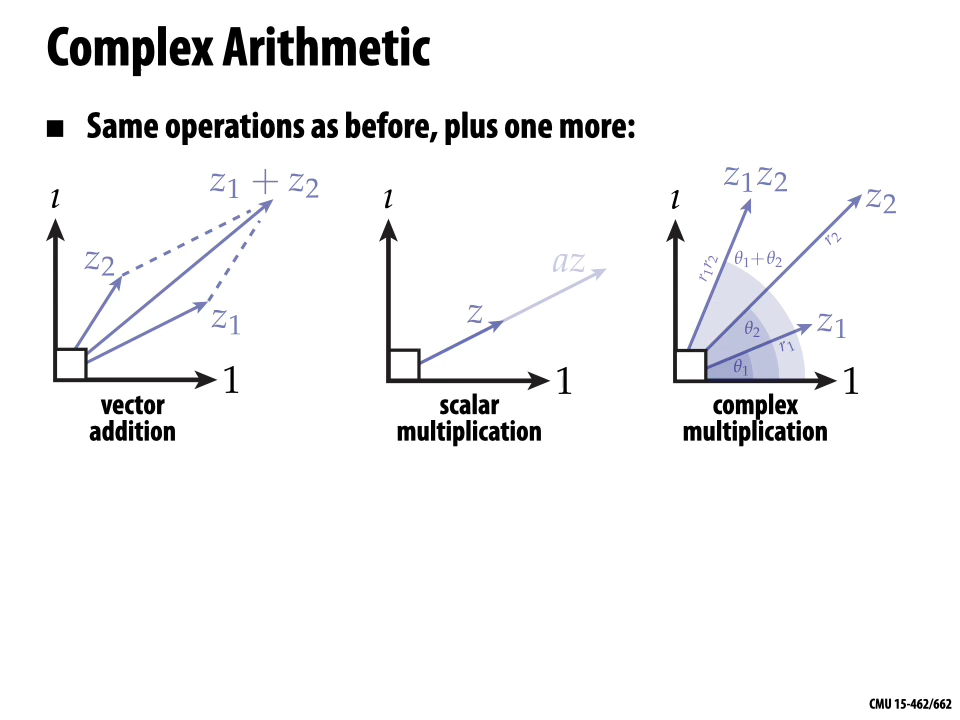 Complex Arithmetic
■ Same operations as before, plus one more:
ı
z₁ + z₂
z₂
z₁
1
vector
addition
ı
az
z
1
scalar
multiplication
ı
z₁z₂
z₂
r₂
r₁r₂
θ₁+θ₂
z₁
θ₂
r₁
θ₁
1
complex
multiplication
CMU 15-462/662